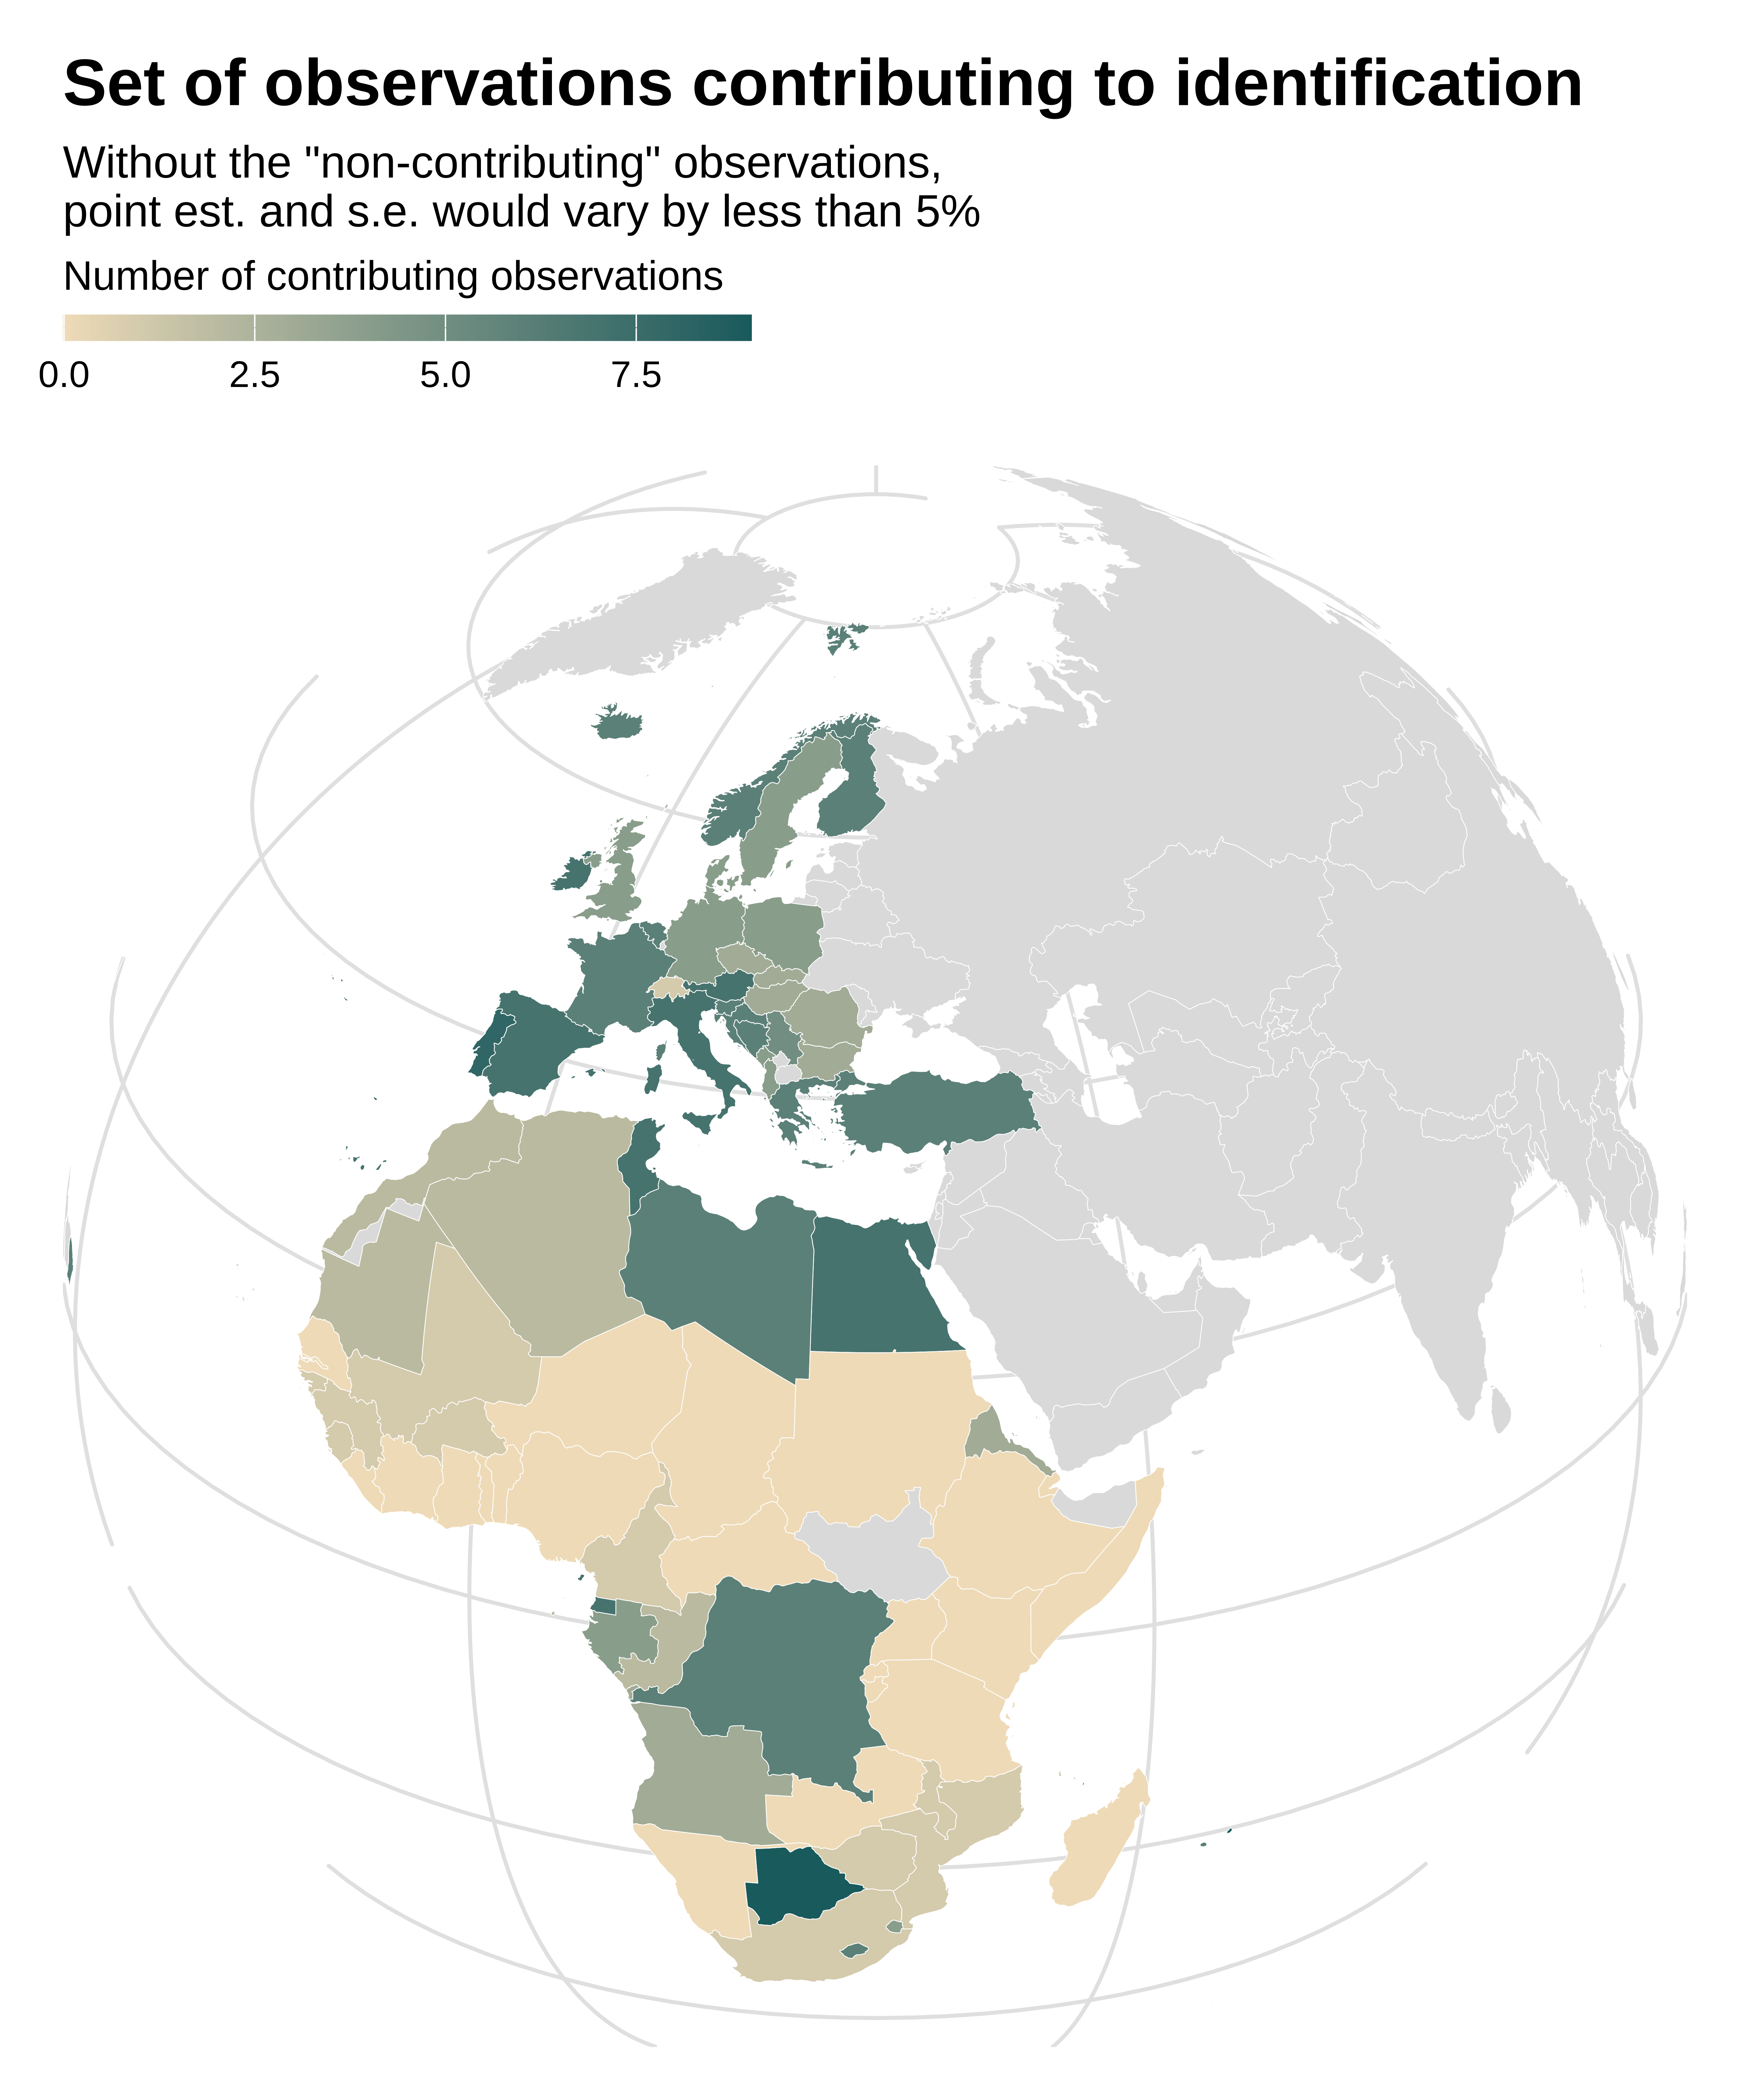 Set of observations contributing to identification
Without the "non-contributing" observations,
point est. and s.e. would vary by less than 5%
Number of contributing observations
0.0 2.5 5.0 7.5